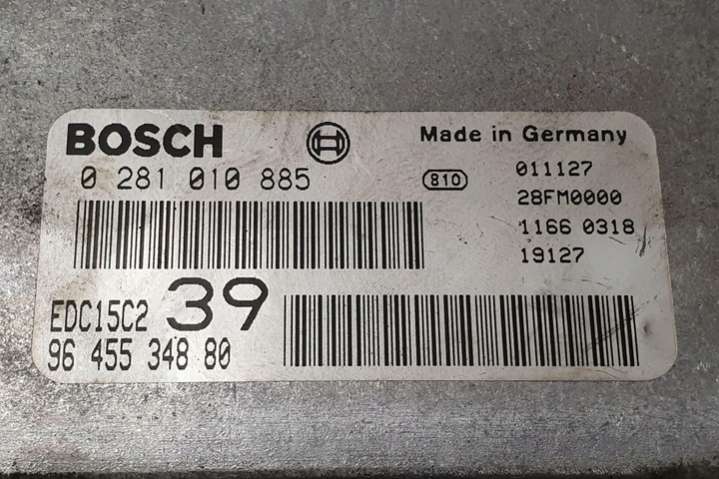 BOSCH
Made in Germany
0 281 010 885
810
011127
28FM0000
1166 0318
19127
EDC15C2 39
96 455 348 80